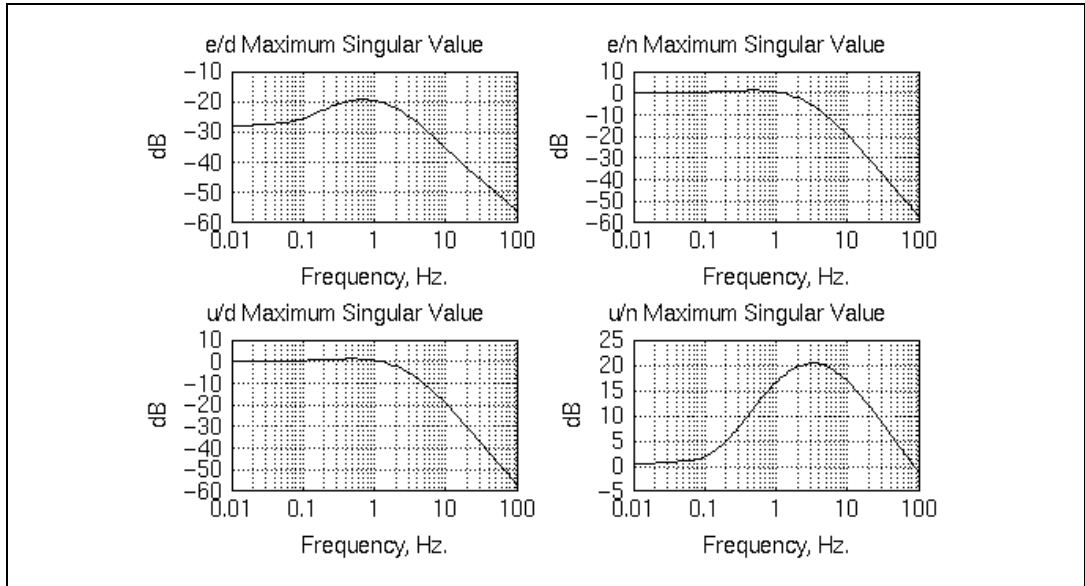 e/d Maximum Singular Value
−10
−20
−30
−40
−50
−60
dB
0.01 0.1 1 10 100
Frequency, Hz.
e/n Maximum Singular Value
10
0
−10
−20
−30
−40
−50
−60
dB
0.01 0.1 1 10 100
Frequency, Hz.
u/d Maximum Singular Value
10
0
−10
−20
−30
−40
−50
−60
dB
0.01 0.1 1 10 100
Frequency, Hz.
u/n Maximum Singular Value
25
20
15
10
5
0
−5
dB
0.01 0.1 1 10 100
Frequency, Hz.